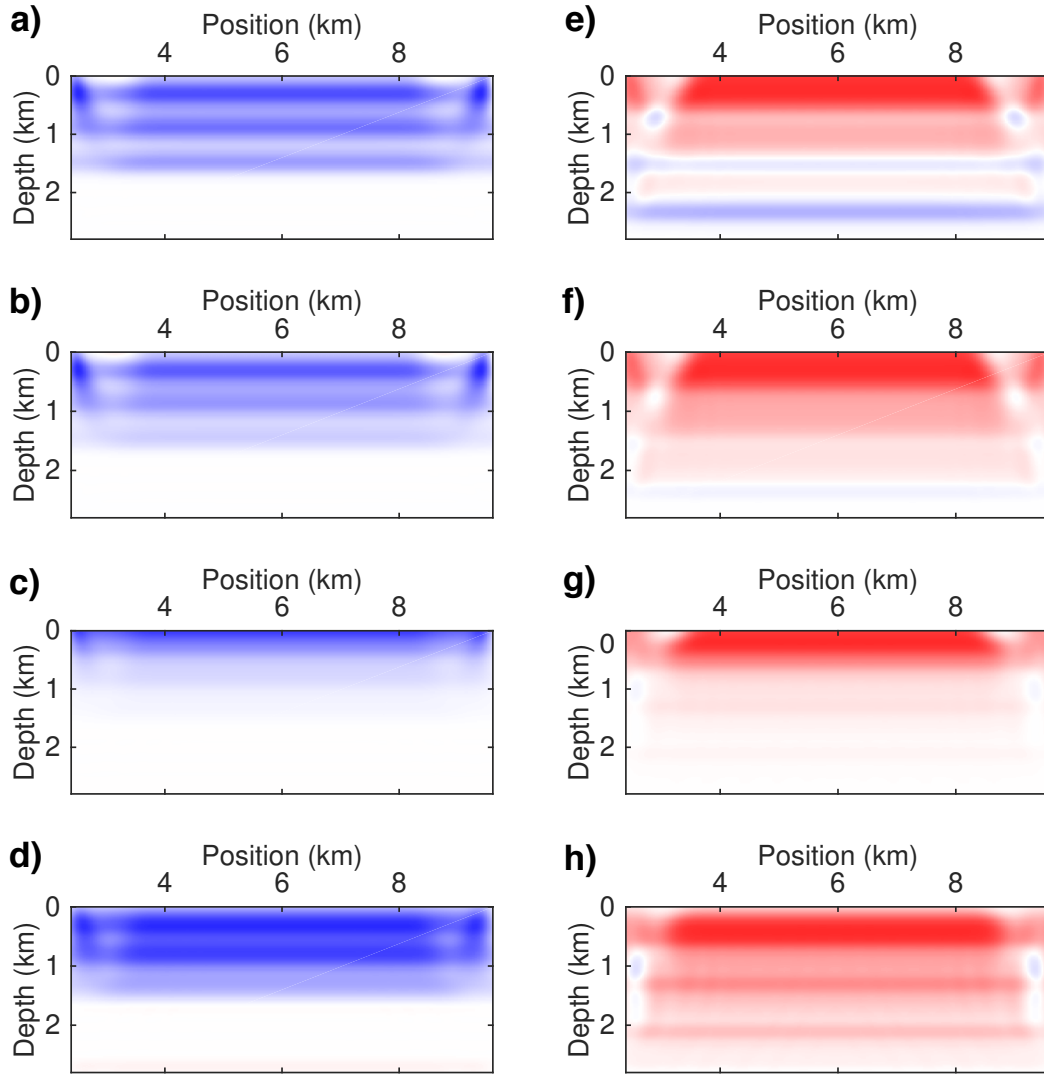 a)
Position (km)
4 6 8
0
1
2
Depth (km)
e)
Position (km)
4 6 8
0
1
2
Depth (km)
b)
Position (km)
4 6 8
0
1
2
Depth (km)
f)
Position (km)
4 6 8
0
1
2
Depth (km)
c)
Position (km)
4 6 8
0
1
2
Depth (km)
g)
Position (km)
4 6 8
0
1
2
Depth (km)
d)
Position (km)
4 6 8
0
1
2
Depth (km)
h)
Position (km)
4 6 8
0
1
2
Depth (km)